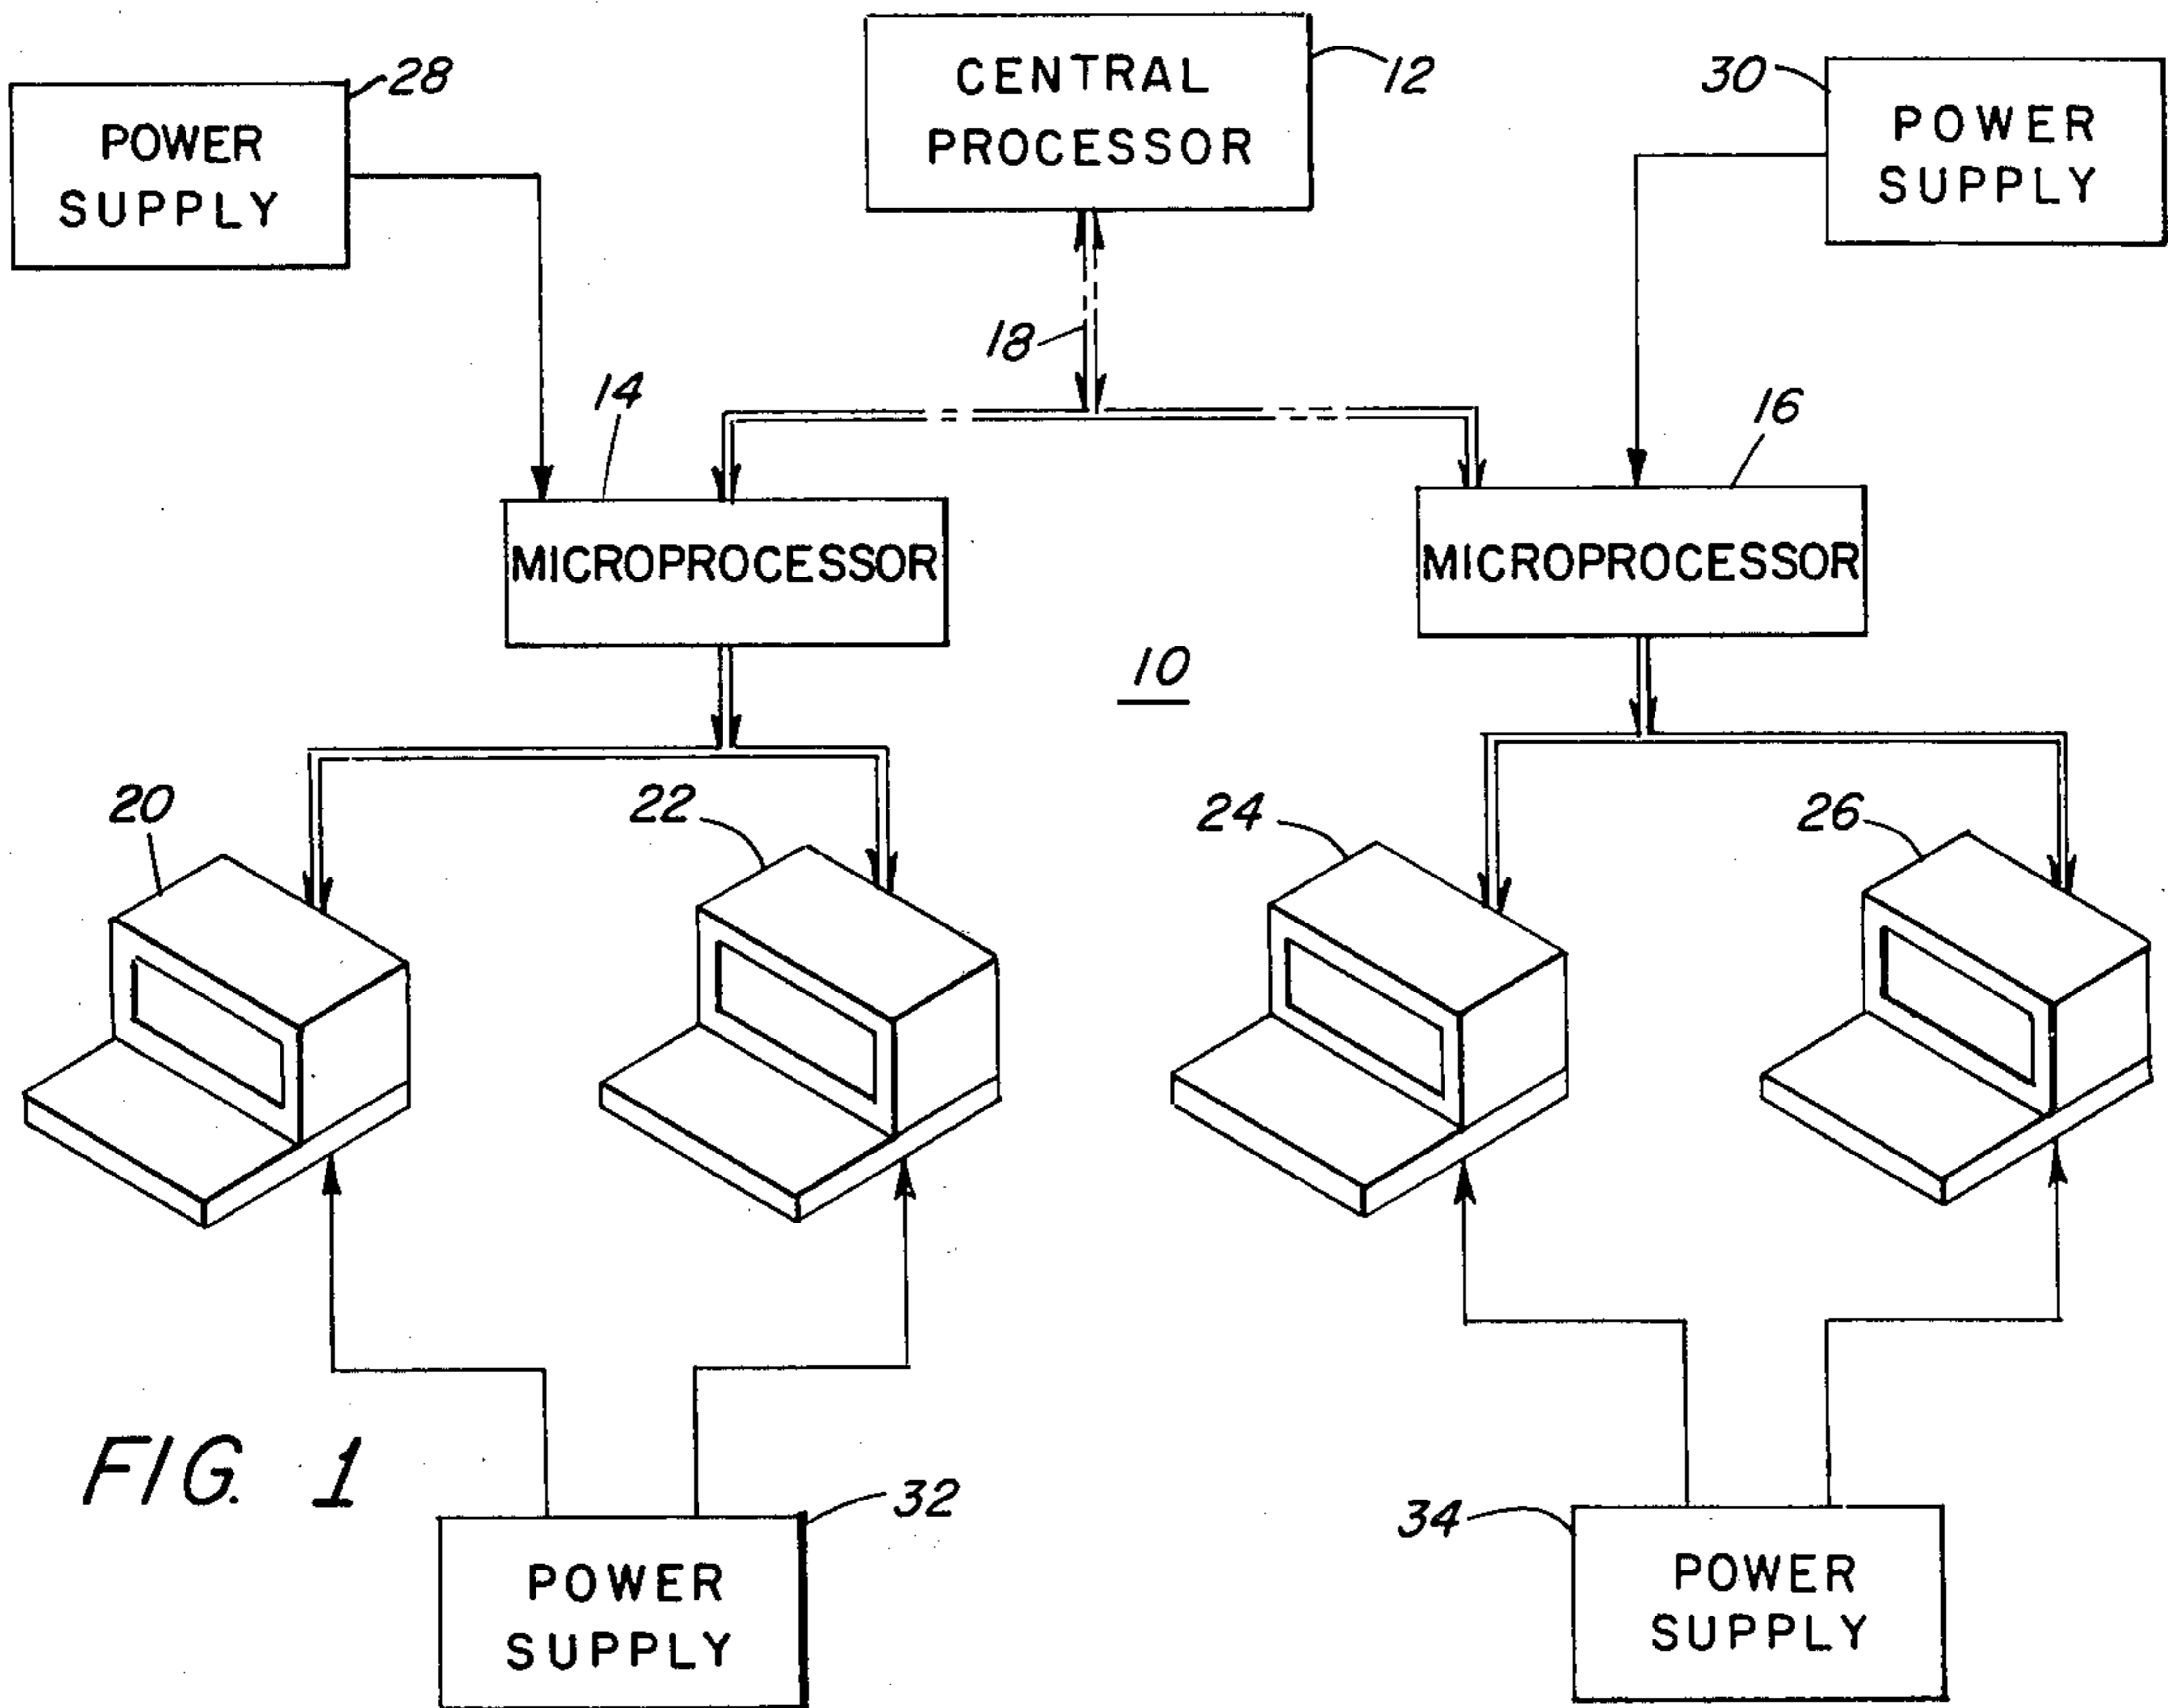 28
POWER
SUPPLY
CENTRAL
PROCESSOR
12
30
POWER
SUPPLY
18
14
16
MICROPROCESSOR
MICROPROCESSOR
10
20
22
24
26
FIG. 1
32
POWER
SUPPLY
34
POWER
SUPPLY